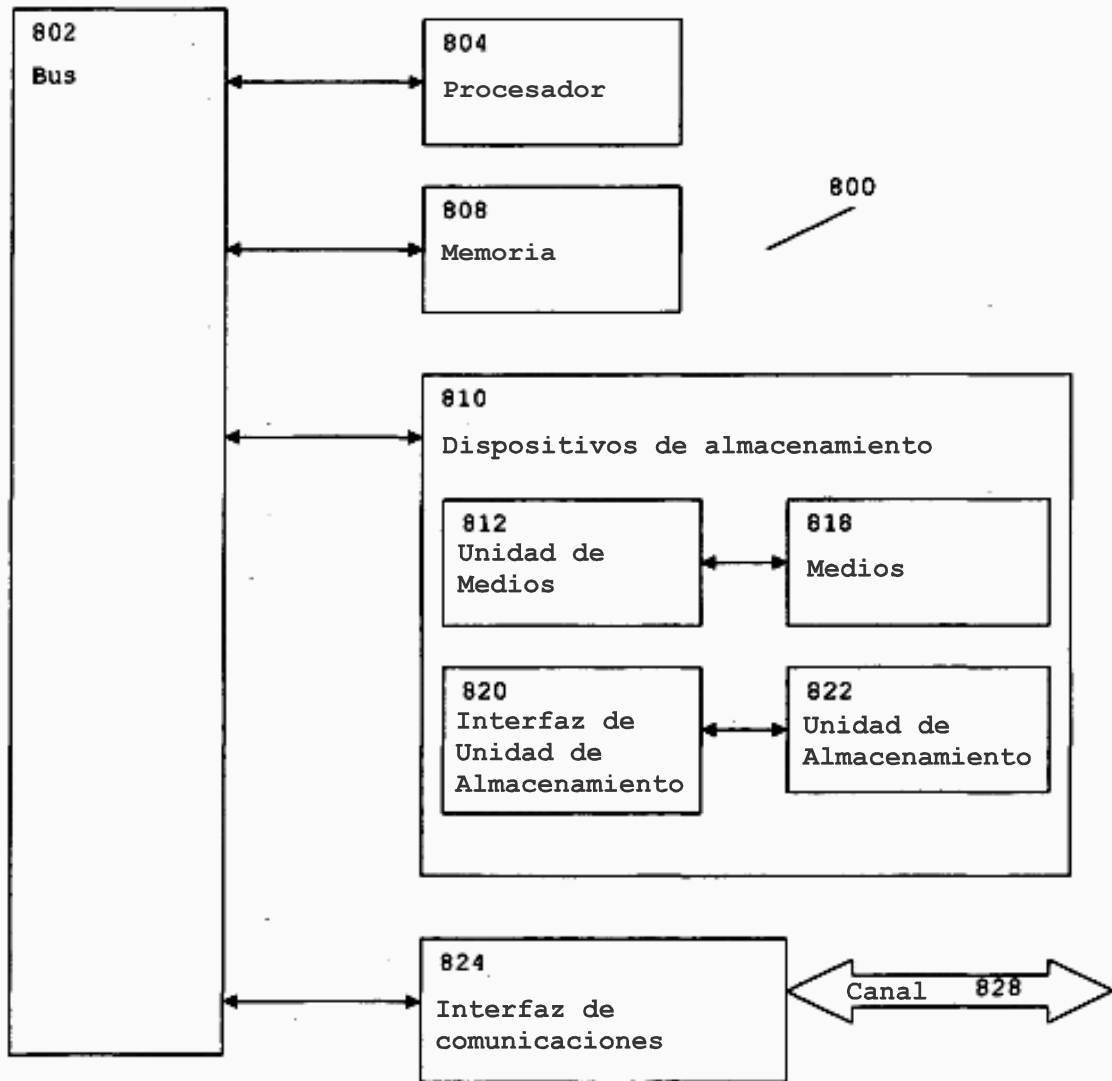 802
Bus
804
Procesador
800
808
Memoria
810
Dispositivos de almacenamiento
812
Unidad de
Medios
818
Medios
820
Interfaz de
Unidad de
Almacenamiento
822
Unidad de
Almacenamiento
824
Interfaz de
comunicaciones
Canal 828